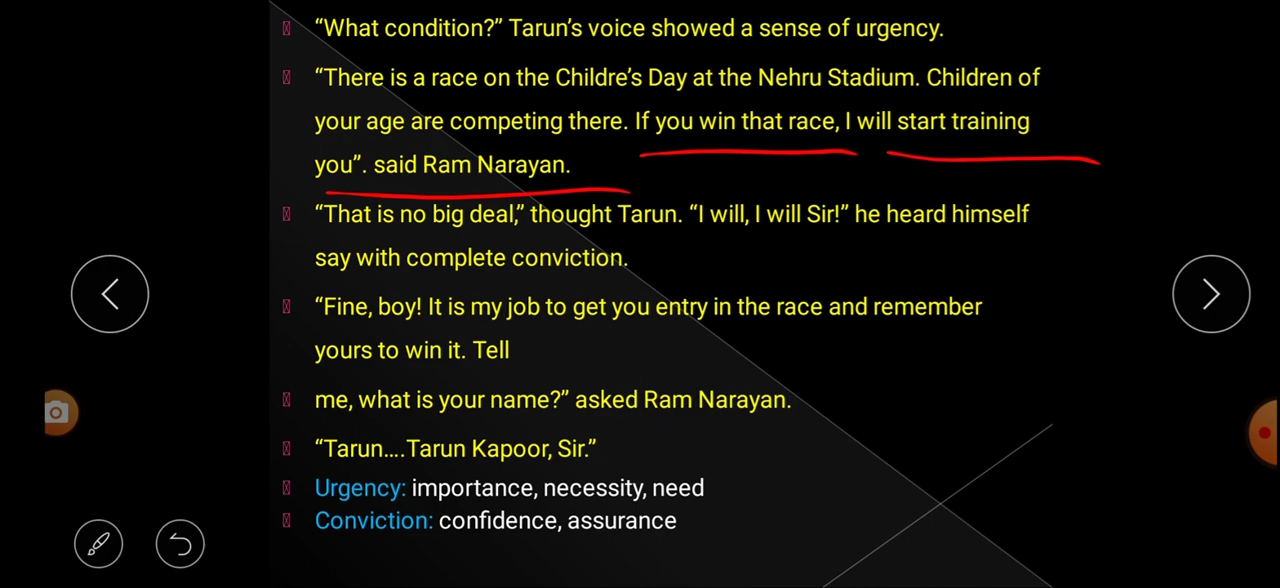 “What condition?” Tarun’s voice showed a sense of urgency.
“There is a race on the Childre’s Day at the Nehru Stadium. Children of
your age are competing there. If you win that race, I will start training
you”. said Ram Narayan.
“That is no big deal,” thought Tarun. “I will, I will Sir!” he heard himself
say with complete conviction.
“Fine, boy! It is my job to get you entry in the race and remember
yours to win it. Tell
me, what is your name?” asked Ram Narayan.
“Tarun….Tarun Kapoor, Sir.”
Urgency: importance, necessity, need
Conviction: confidence, assurance